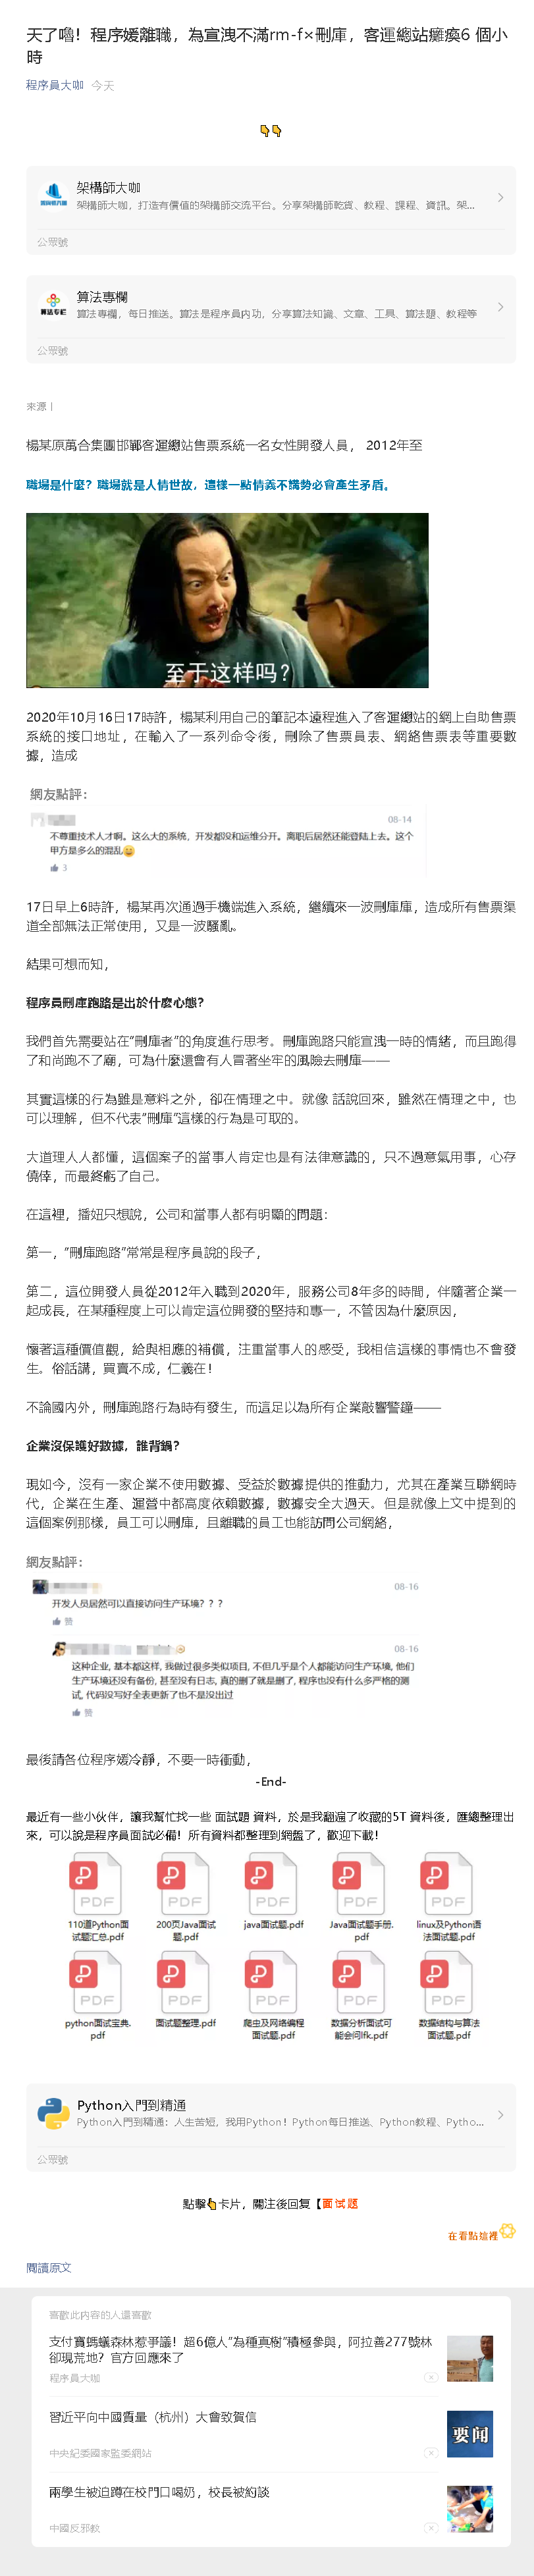 天了嚕！程序媛離職，為宣洩不滿rm-f×刪庫，客運總站癱瘓6 個小
時
程序員大咖 今天
架構師大咖
架構師大咖，打造有價值的架構師交流平台。分享架構師乾貨、教程、課程、資訊。架...
公眾號
算法專欄
算法專欄，每日推送。算法是程序員内功，分享算法知識、文章、工具、算法題、教程等
公眾號
來源丨
楊某原萬合集團邯鄲客運總站售票系統一名女性開發人員， 2012年至
職場是什麼？職場就是人情世故，這樣一點情義不講勢必會產生矛盾。
至于这样吗？
2020年10月16日17時許，楊某利用自己的筆記本遠程進入了客運總站的網上自助售票
系統的接口地址，在輸入了一系列命令後，刪除了售票員表、網絡售票表等重要數
據，造成
網友點評：
08-14
不尊重技术人才啊。这么大的系统，开发都没和运维分开。离职后居然还能登陆上去。这个
甲方是多么的混乱
3
17日早上6時許，楊某再次通過手機端進入系統，繼續來一波刪庫庫，造成所有售票渠
道全部無法正常使用，又是一波騷亂。
結果可想而知，
程序員刪庫跑路是出於什麼心態？
我們首先需要站在“刪庫者”的角度進行思考。刪庫跑路只能宣洩一時的情緒，而且跑得
了和尚跑不了廟，可為什麼還會有人冒著坐牢的風險去刪庫——
其實這樣的行為雖是意料之外，卻在情理之中。就像 話說回來，雖然在情理之中，也
可以理解，但不代表“刪庫”這樣的行為是可取的。
大道理人人都懂，這個案子的當事人肯定也是有法律意識的，只不過意氣用事，心存
僥倖，而最終虧了自己。
在這裡，播妞只想說，公司和當事人都有明顯的問題：
第一，“刪庫跑路”常常是程序員說的段子，
第二，這位開發人員從2012年入職到2020年，服務公司8年多的時間，伴隨著企業一
起成長，在某種程度上可以肯定這位開發的堅持和專一，不管因為什麼原因，
懷著這種價值觀，給與相應的補償，注重當事人的感受，我相信這樣的事情也不會發
生。俗話講，買賣不成，仁義在！
不論國內外，刪庫跑路行為時有發生，而這足以為所有企業敲響警鐘——
企業沒保護好數據，誰背鍋？
現如今，沒有一家企業不使用數據、受益於數據提供的推動力，尤其在產業互聯網時
代，企業在生產、運營中都高度依賴數據，數據安全大過天。但是就像上文中提到的
這個案例那樣，員工可以刪庫，且離職的員工也能訪問公司網絡，
網友點評：
08-16
开发人员居然可以直接访问生产环境？？？
赞
08-16
这种企业，基本都这样，我做过很多类似项目，不但几乎是个人都能访问生产环境，他们
生产环境还没有备份，甚至没有日志，真的删了就是删了，程序也没有什么多严格的测
试，代码没写好全表更新了也不是没出过
赞
最後請各位程序媛冷靜，不要一時衝動，
-End-
最近有一些小伙伴，讓我幫忙找一些 面試題 資料，於是我翻遍了收藏的5T 資料後，匯總整理出
來，可以說是程序員面試必備！所有資料都整理到網盤了，歡迎下載！
110道Python面
试题汇总.pdf
200页Java面试
题.pdf
java面试题.pdf
Java面试题手册.
pdf
linux及Python语
法面试题.pdf
python面试宝典.
pdf
面试题整理.pdf
爬虫及网络编程
面试题.pdf
数据分析面试可
能会问lfk.pdf
数据结构与算法
面试题.pdf
Python入門到精通
Python入門到精通：人生苦短，我用Python！Python每日推送、Python教程、Pytho...
公眾號
點擊卡片，關注後回复【面试题
在看點這裡
閱讀原文
喜歡此内容的人還喜歡
支付寶螞蟻森林惹爭議！超6億人“為種真樹”積極參與，阿拉善277號林
卻現荒地？官方回應來了
程序員大咖
習近平向中國質量（杭州）大會致賀信
中央紀委國家監委網站
要闻
兩學生被迫蹲在校門口喝奶，校長被約談
中國反邪教